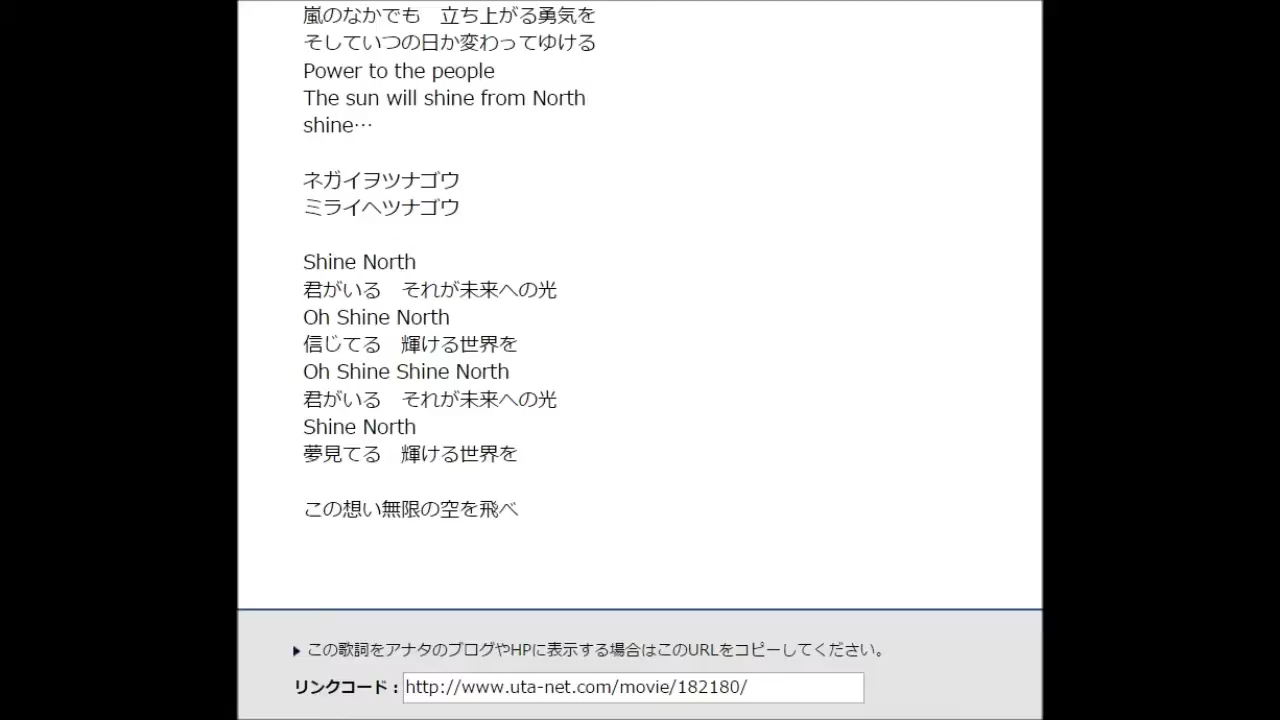 嵐のなかでも　立ち上がる勇気を
そしていつの日か変わってゆける
Power to the people
The sun will shine from North
shine…
ネガイヲツナゴウ
ミライヘツナゴウ
Shine North
君がいる　それが未来への光
Oh Shine North
信じてる　輝ける世界を
Oh Shine Shine North
君がいる　それが未来への光
Shine North
夢見てる　輝ける世界を
この想い無限の空を飛べ
この歌詞をアナタのブログやHPに表示する場合はこのURLをコピーしてください。
リンクコード：http://www.uta-net.com/movie/182180/